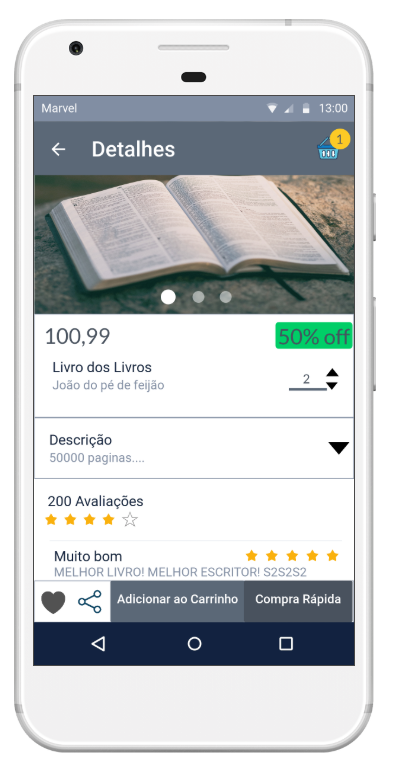 Marvel 13:00
Detalhes 1
100,99 50% off
Livro dos Livros
João do pé de feijão
2
Descrição
50000 paginas....
200 Avaliações
Muito bom
MELHOR LIVRO! MELHOR ESCRITOR! S2S2S2
Adicionar ao Carrinho Compra Rápida